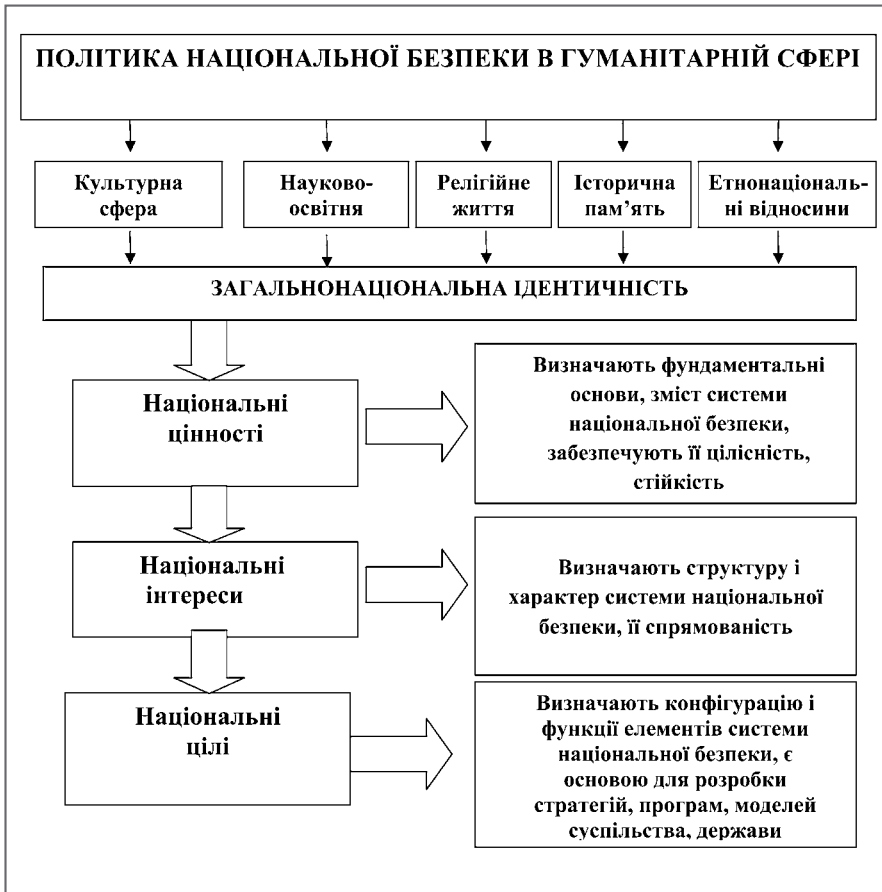 ПОЛІТИКА НАЦІОНАЛЬНОЇ БЕЗПЕКИ В ГУМАНІТАРНІЙ СФЕРІ
Культурна
сфера
Науково-
освітня
Релігійне
життя
Історична
пам’ять
Етнонаціональ-
ні відносини
ЗАГАЛЬНОНАЦІОНАЛЬНА ІДЕНТИЧНІСТЬ
Національні
цінності
Визначають фундаментальні
основи, зміст системи
національної безпеки,
забезпечують її цілісність,
стійкість
Національні
інтереси
Визначають структуру і
характер системи національної
безпеки, її спрямованість
Національні
цілі
Визначають конфігурацію і
функції елементів системи
національної безпеки, є
основою для розробки
стратегій, програм, моделей
суспільства, держави